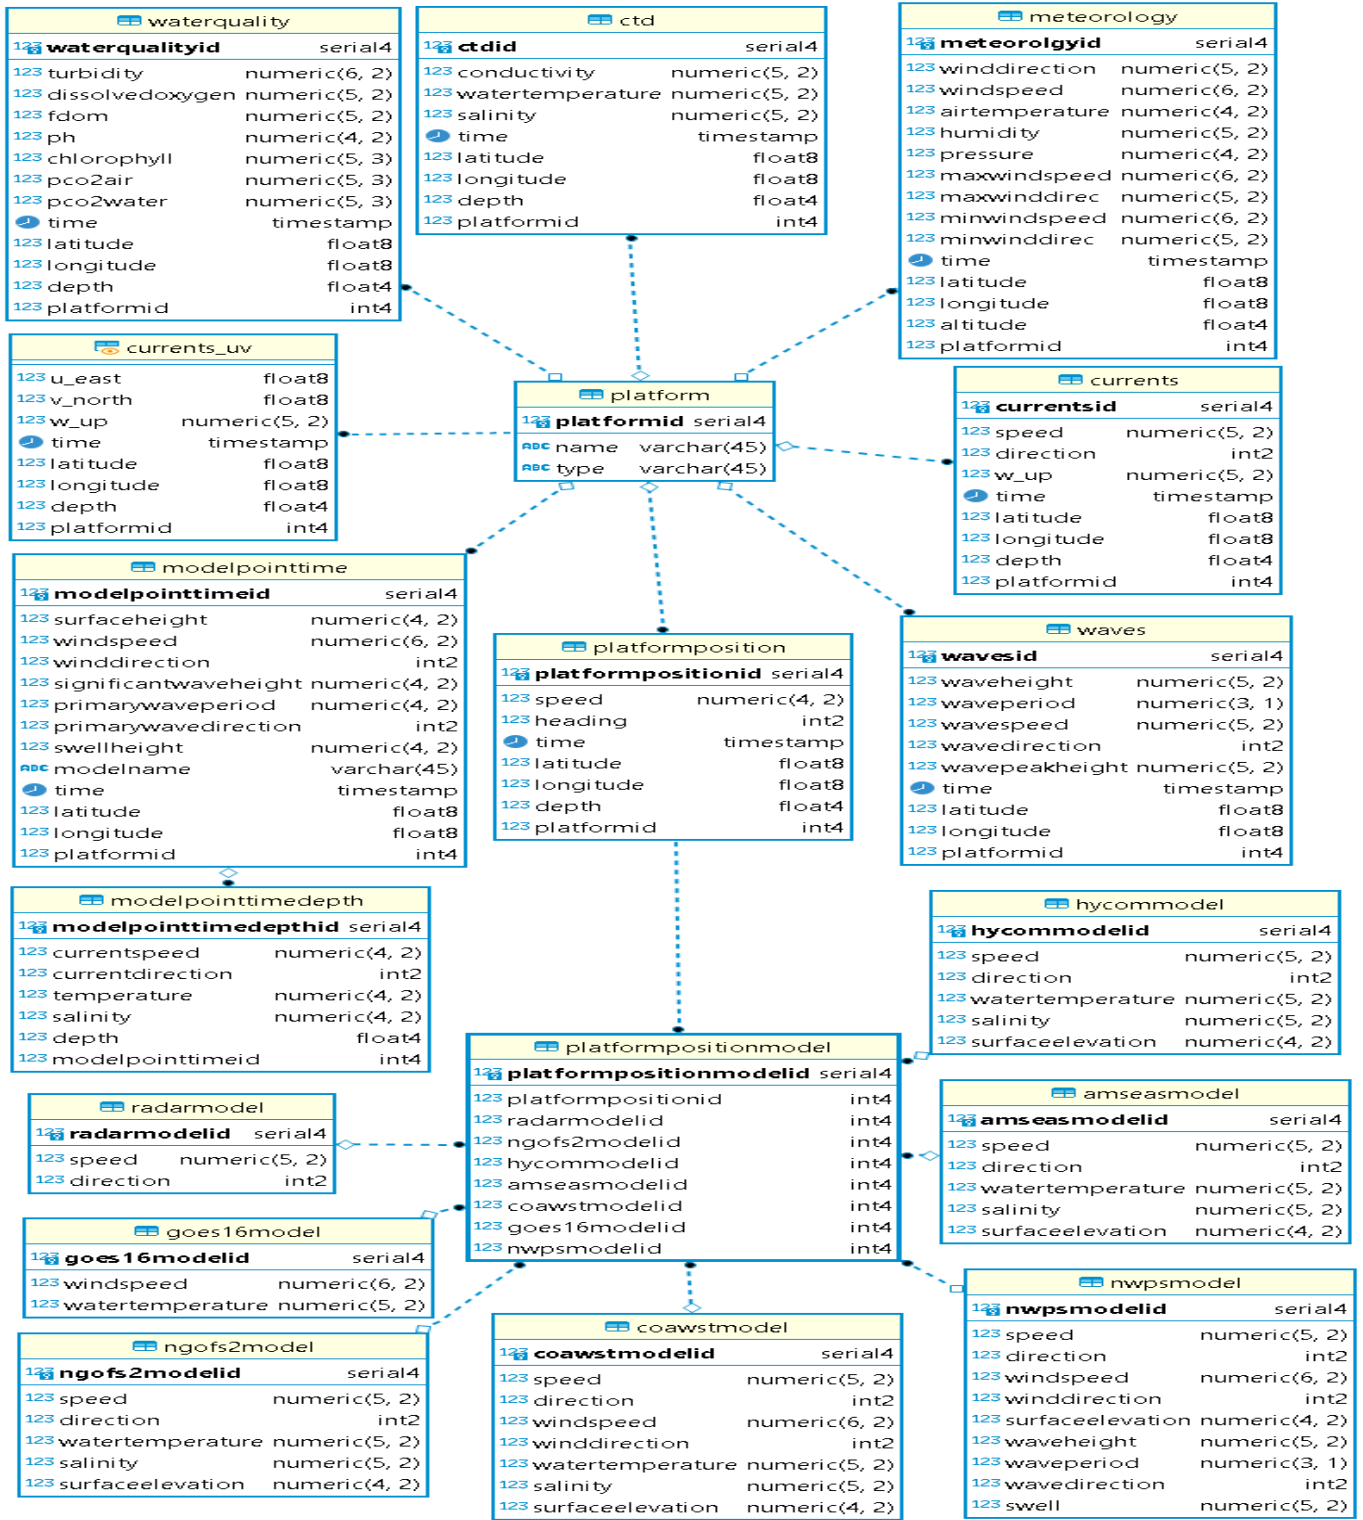 waterquality
waterqualityid serial4
turbidity numeric(6, 2)
dissolvedoxygen numeric(5, 2)
fdom numeric(5, 2)
ph numeric(4, 2)
chlorophyll numeric(5, 3)
pco2air numeric(5, 3)
pco2water numeric(5, 3)
time timestamp
latitude float8
longitude float8
depth float4
platformid int4
ctd
ctdid serial4
conductivity numeric(5, 2)
watertemperature numeric(5, 2)
salinity numeric(5, 2)
time timestamp
latitude float8
longitude float8
depth float4
platformid int4
meteorology
meteorolgyid serial4
winddirection numeric(5, 2)
windspeed numeric(6, 2)
airtemperature numeric(4, 2)
humidity numeric(5, 2)
pressure numeric(4, 2)
maxwindspeed numeric(6, 2)
maxwinddirec numeric(5, 2)
minwindspeed numeric(6, 2)
minwinddirec numeric(5, 2)
time timestamp
latitude float8
longitude float8
altitude float4
platformid int4
currents_uv
u_east float8
v_north float8
w_up numeric(5, 2)
time timestamp
latitude float8
longitude float8
depth float4
platformid int4
platform
platformid serial4
ABC name varchar(45)
ABC type varchar(45)
currents
currentsid serial4
speed numeric(5, 2)
direction int2
w_up numeric(5, 2)
time timestamp
latitude float8
longitude float8
depth float4
platformid int4
modelpointtime
modelpointtimeid serial4
surfaceheight numeric(4, 2)
windspeed numeric(6, 2)
winddirection int2
significantwaveheight numeric(4, 2)
primarywaveperiod numeric(4, 2)
primarywavedirection int2
swellheight numeric(4, 2)
ABC modelname varchar(45)
time timestamp
latitude float8
longitude float8
platformid int4
platformposition
platformpositionid serial4
speed numeric(4, 2)
heading int2
time timestamp
latitude float8
longitude float8
depth float4
platformid int4
waves
wavesid serial4
waveheight numeric(5, 2)
waveperiod numeric(3, 1)
wavespeed numeric(5, 2)
wavedirection int2
wavepeakheight numeric(5, 2)
time timestamp
latitude float8
longitude float8
platformid int4
modelpointtimedepth
modelpointtimedepthid serial4
currentspeed numeric(4, 2)
currentdirection int2
temperature numeric(4, 2)
salinity numeric(4, 2)
depth float4
modelpointtimeid int4
hycommodel
hycommodelid serial4
speed numeric(5, 2)
direction int2
watertemperature numeric(5, 2)
salinity numeric(5, 2)
surfaceelevation numeric(4, 2)
platformpositionmodel
platformpositionmodelid serial4
platformpositionid int4
radarmodelid int4
ngofs2modelid int4
hycommodelid int4
amseasmodelid int4
coawstmodelid int4
goes16modelid int4
nwpsmodelid int4
radarmodel
radarmodelid serial4
speed numeric(5, 2)
direction int2
amseasmodel
amseasmodelid serial4
speed numeric(5, 2)
direction int2
watertemperature numeric(5, 2)
salinity numeric(5, 2)
surfaceelevation numeric(4, 2)
goes16model
goes16modelid serial4
windspeed numeric(6, 2)
watertemperature numeric(5, 2)
ngofs2model
ngofs2modelid serial4
speed numeric(5, 2)
direction int2
watertemperature numeric(5, 2)
salinity numeric(5, 2)
surfaceelevation numeric(4, 2)
coawstmodel
coawstmodelid serial4
speed numeric(5, 2)
direction int2
windspeed numeric(6, 2)
winddirection int2
watertemperature numeric(5, 2)
salinity numeric(5, 2)
surfaceelevation numeric(4, 2)
nwpsmodel
nwpsmodelid serial4
speed numeric(5, 2)
direction int2
windspeed numeric(6, 2)
winddirection int2
surfaceelevation numeric(4, 2)
waveheight numeric(5, 2)
waveperiod numeric(3, 1)
wavedirection int2
swell numeric(5, 2)